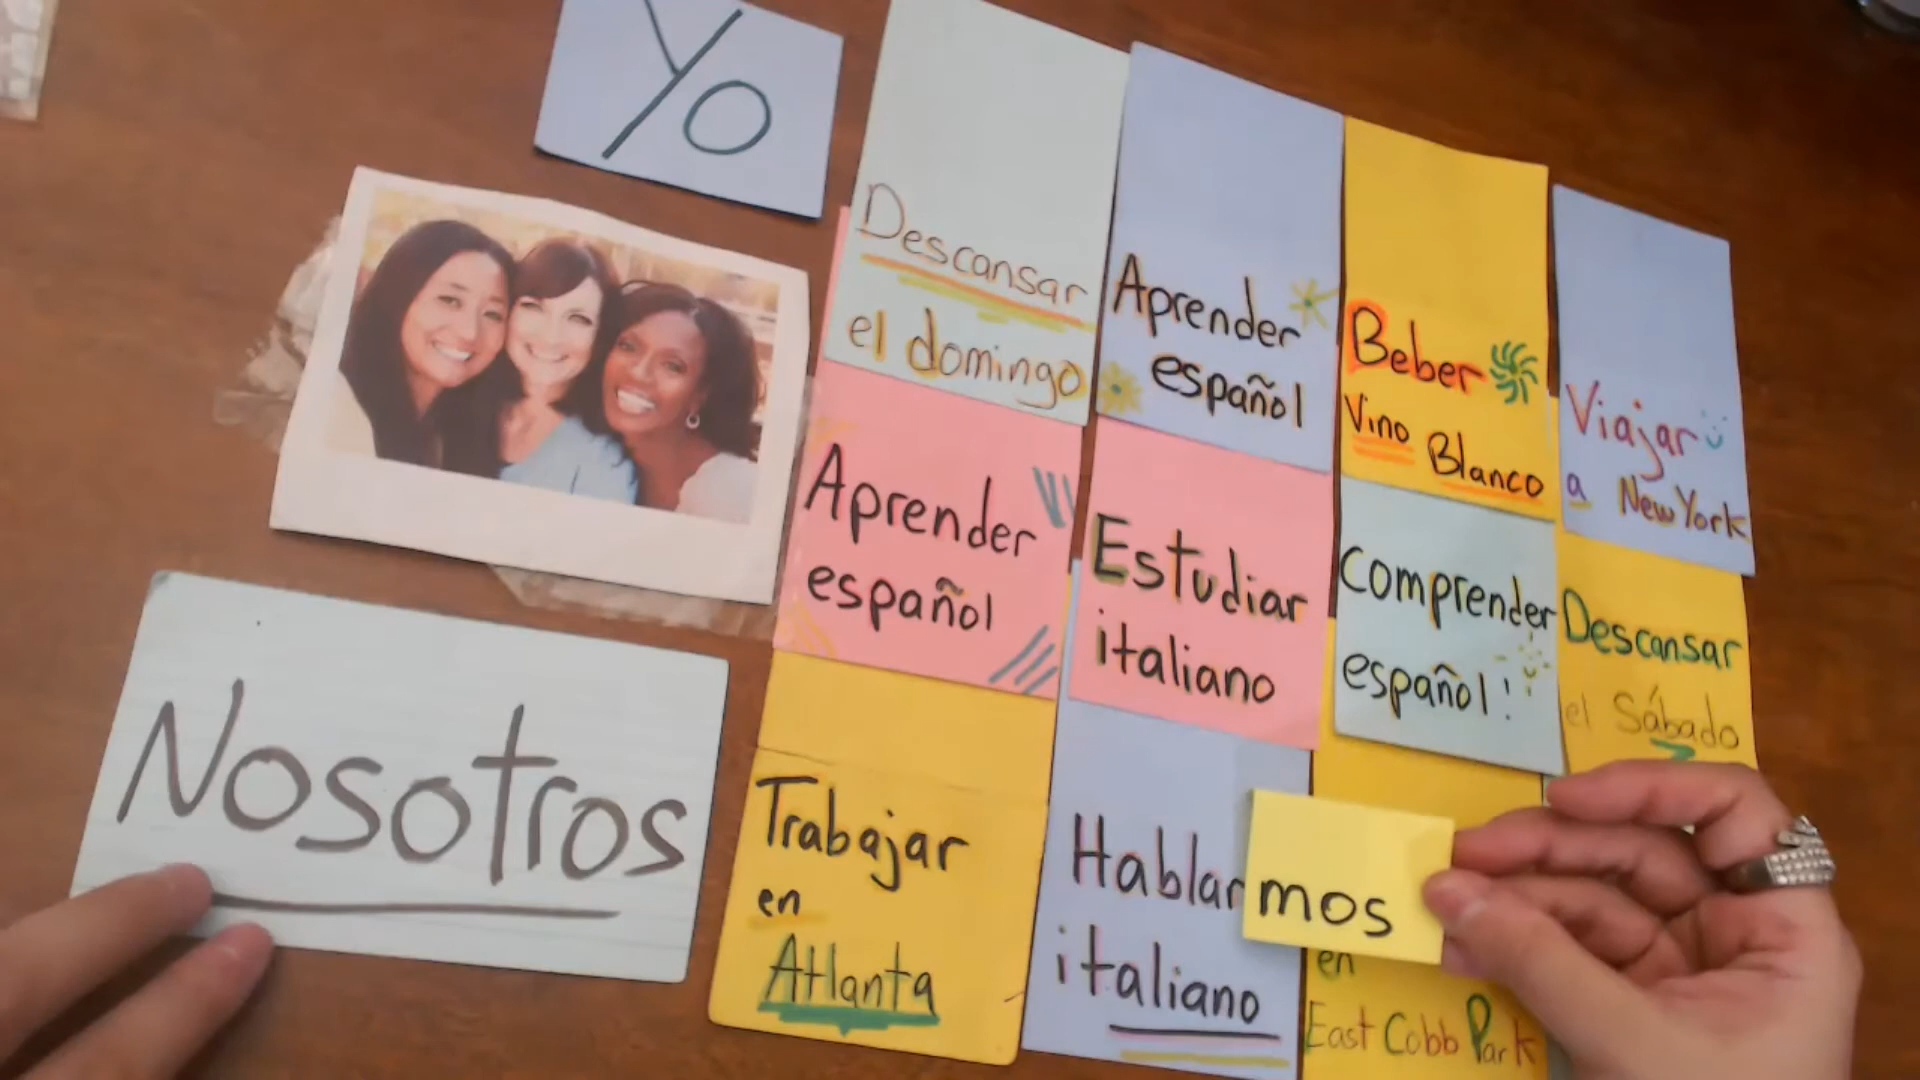 Yo
Descansar
el domingo
Aprender
español
Beber
Vino Blanco
Viajar
a New York
Aprender
español
Estudiar
italiano
Comprender
español!
Descansar
el Sábado
Nosotros
Trabajar
en
Atlanta
Hablar
italiano
mos
en
East Cobb Park